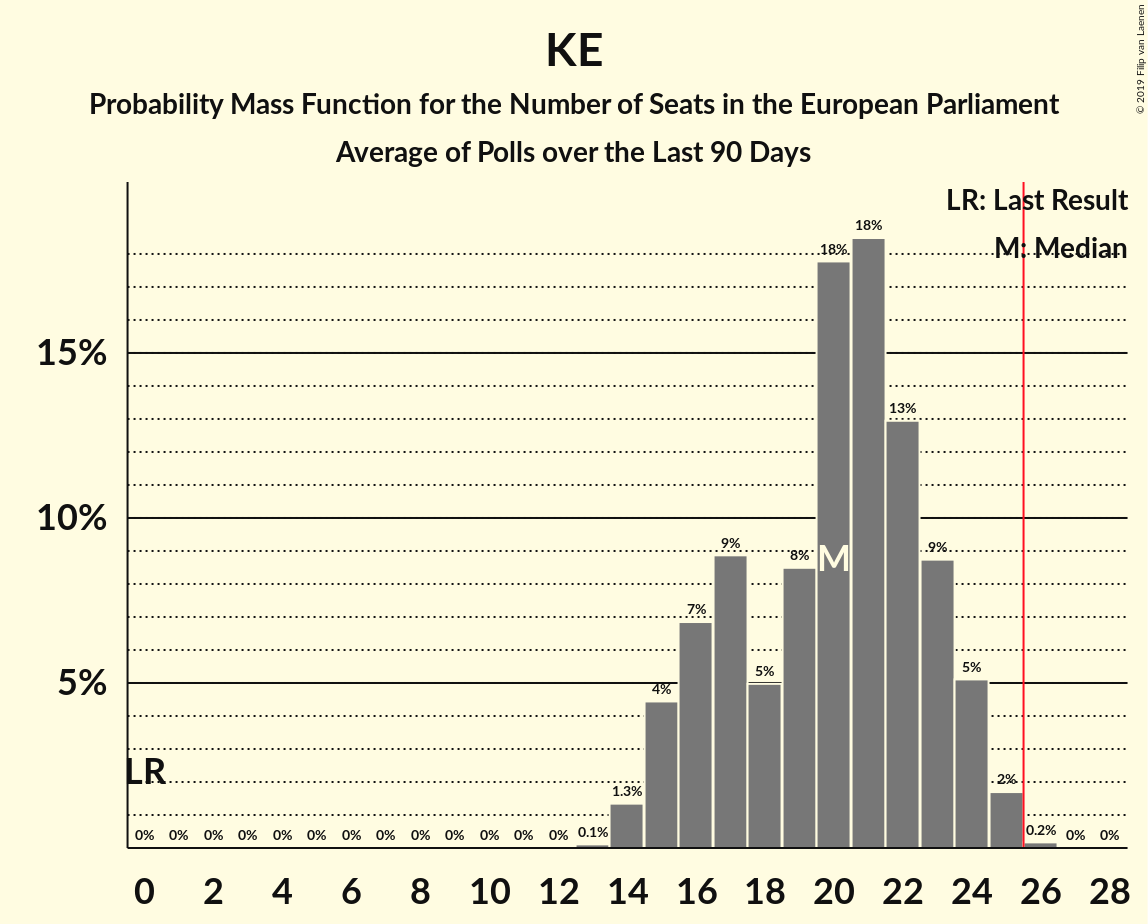 KE
Probability Mass Function for the Number of Seats in the European Parliament
Average of Polls over the Last 90 Days
© 2019 Filip van Laenen
LR: Last Result
M: Median
18%
18%
15%
13%
10%
9%
8%
M
9%
7%
5%
4%
5%
5%
LR
1.3%
2%
0% 0% 0% 0% 0% 0% 0% 0% 0% 0% 0% 0% 0% 0.1% 0.2% 0% 0%
0 2 4 6 8 10 12 14 16 18 20 22 24 26 28